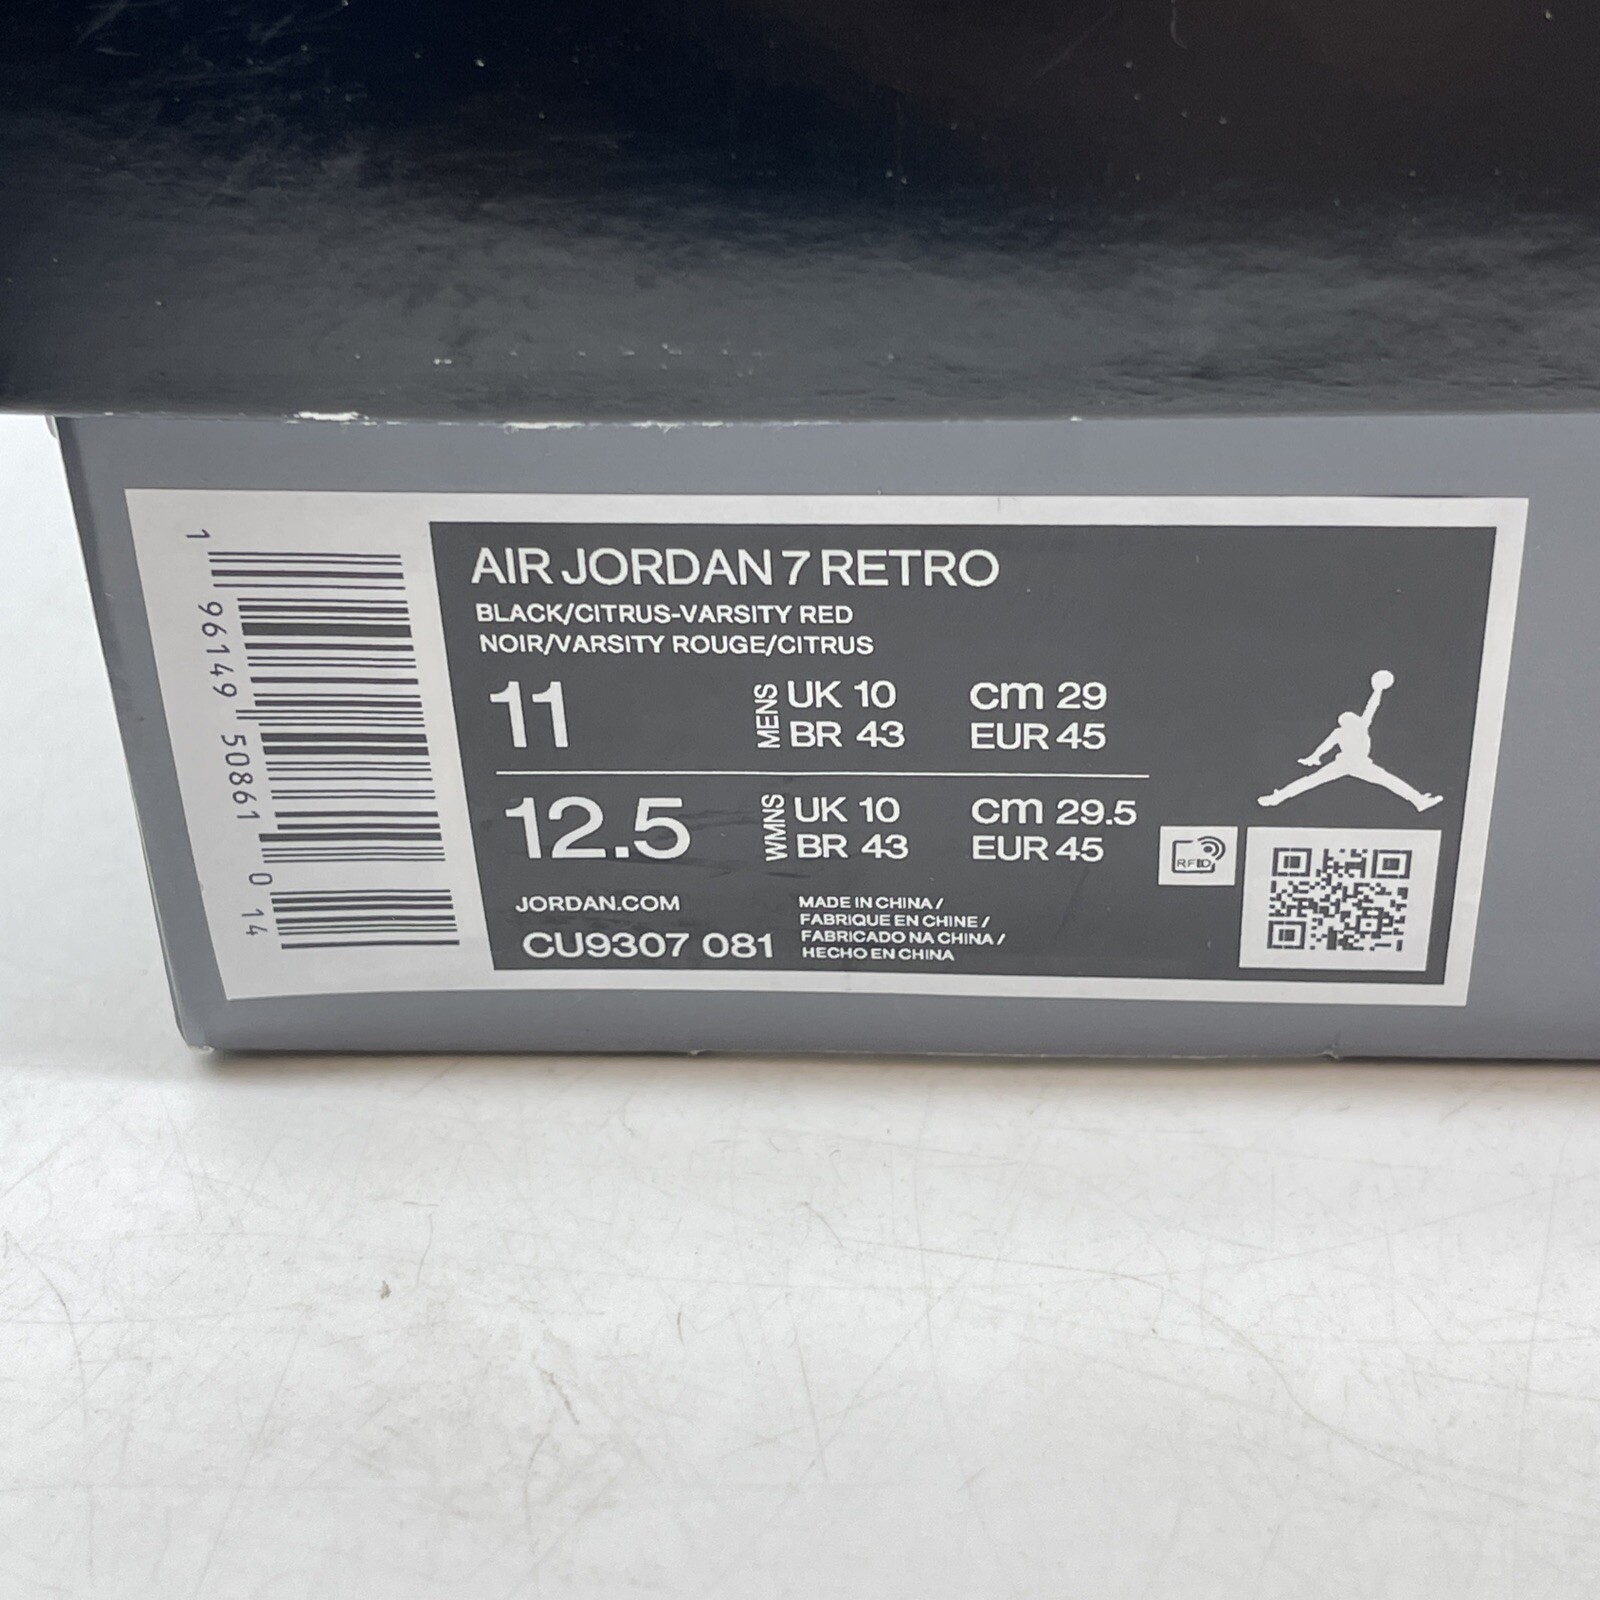 AIR JORDAN 7 RETRO
BLACK/CITRUS-VARSITY RED
NOIR/VARSITY ROUGE/CITRUS
11 MENS UK 10 cm 29
BR 43 EUR 45
12.5 WMNS UK 10 cm 29.5
BR 43 EUR 45
JORDAN.COM
CU9307 081
MADE IN CHINA /
FABRIQUE EN CHINE /
FABRICADO NA CHINA /
HECHO EN CHINA
RFID
1 96149 50861 0 14